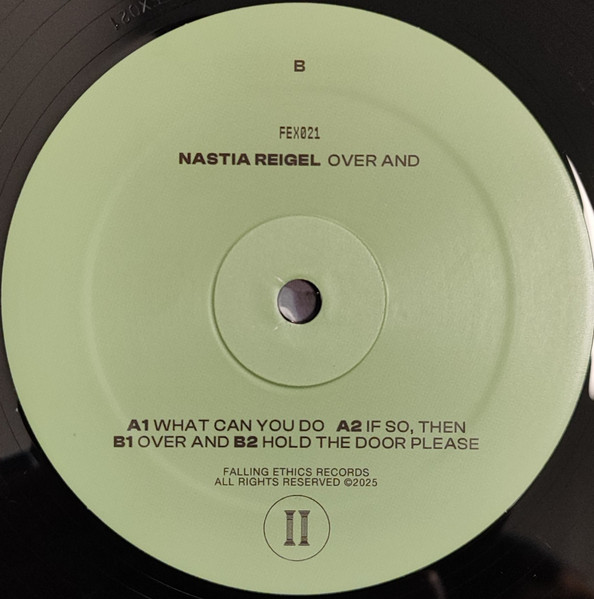 B
FEX021
NASTIA REIGEL OVER AND
A1 WHAT CAN YOU DO A2 IF SO, THEN
B1 OVER AND B2 HOLD THE DOOR PLEASE
FALLING ETHICS RECORDS
ALL RIGHTS RESERVED ©2025